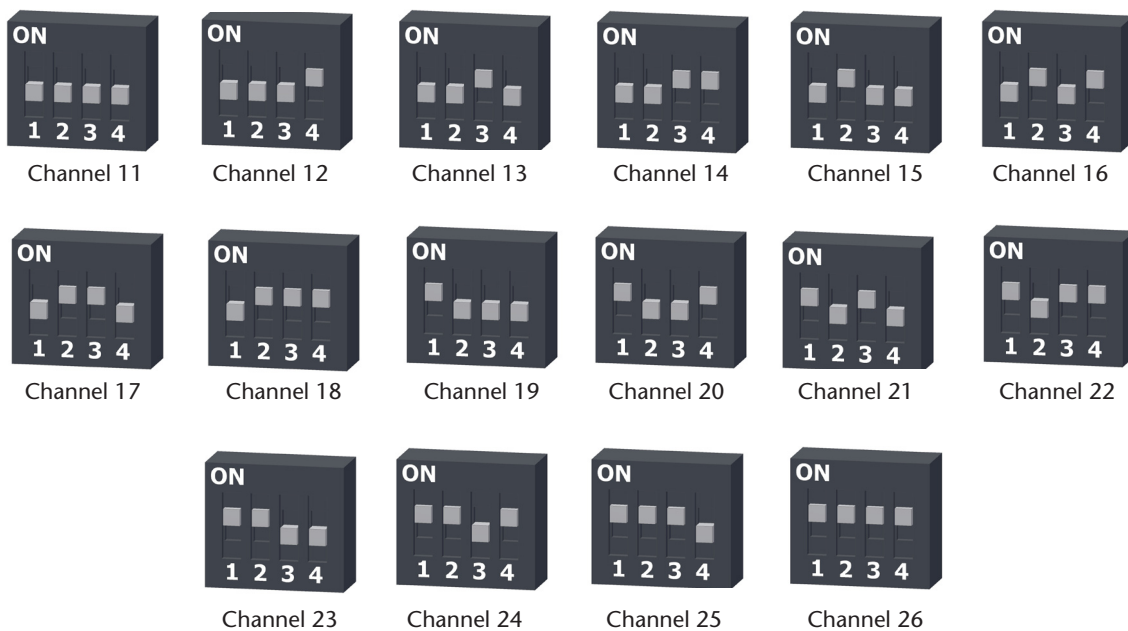 ON ON ON ON ON ON
1 2 3 4 1 2 3 4 1 2 3 4 1 2 3 4 1 2 3 4 1 2 3 4
Channel 11 Channel 12 Channel 13 Channel 14 Channel 15 Channel 16
ON ON ON ON ON ON
1 2 3 4 1 2 3 4 1 2 3 4 1 2 3 4 1 2 3 4 1 2 3 4
Channel 17 Channel 18 Channel 19 Channel 20 Channel 21 Channel 22
ON ON ON ON
1 2 3 4 1 2 3 4 1 2 3 4 1 2 3 4
Channel 23 Channel 24 Channel 25 Channel 26